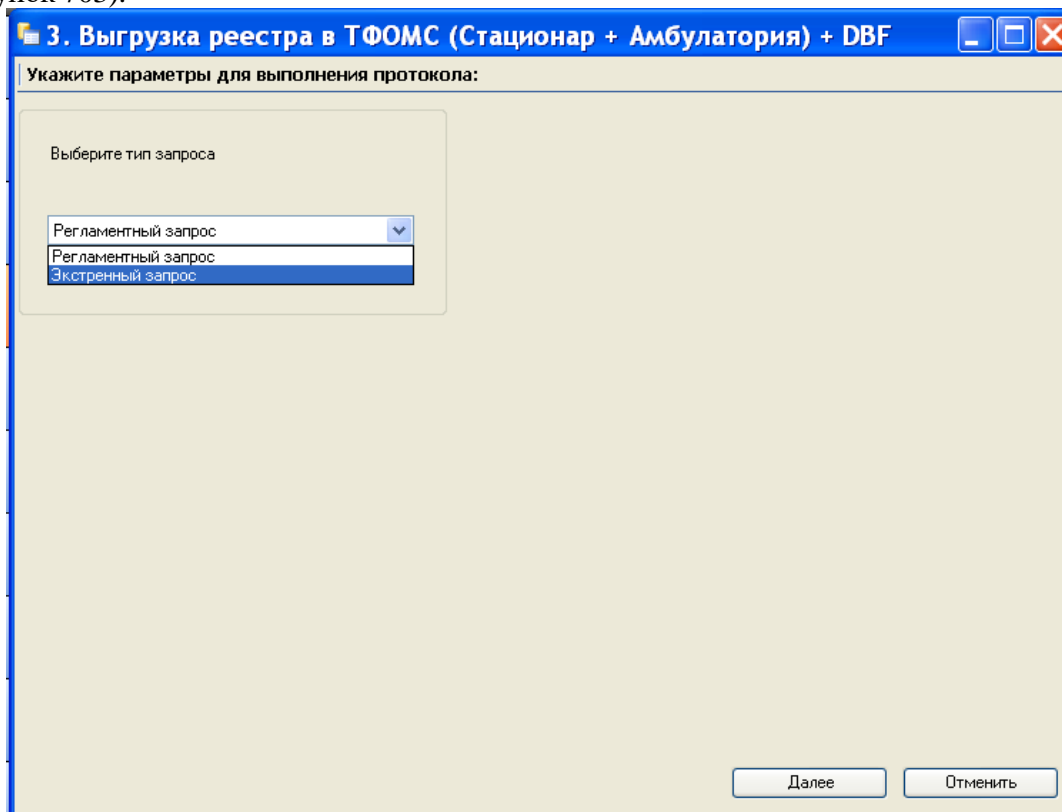 3. Выгрузка реестра в ТФОМС (Стационар + Амбулатория) + DBF
Укажите параметры для выполнения протокола:
Выберите тип запроса
Регламентный запрос
Регламентный запрос
Экстренный запрос
Далее
Отменить